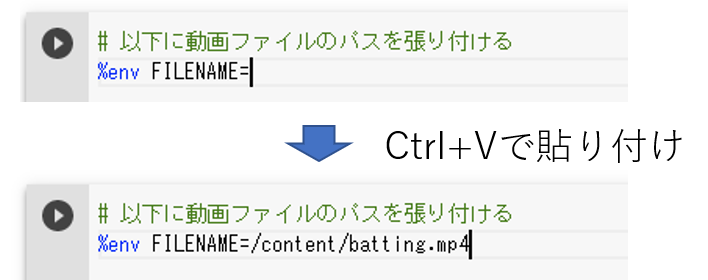 # 以下に動画ファイルのパスを張り付ける
%env FILENAME=
Ctrl+Vで貼り付け
# 以下に動画ファイルのパスを張り付ける
%env FILENAME=/content/batting.mp4